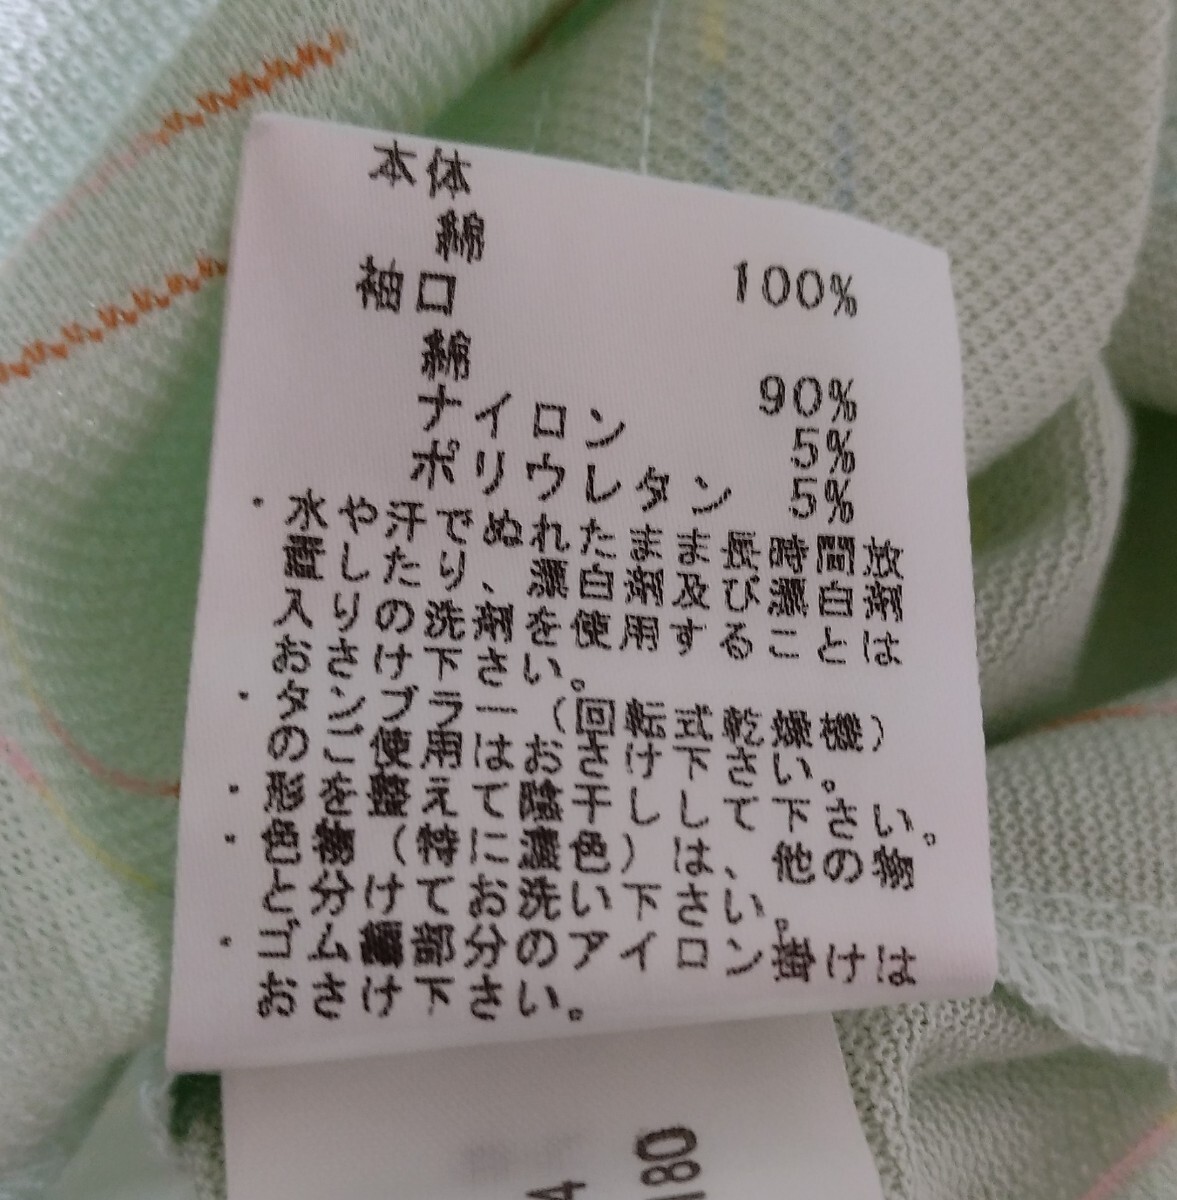 本体
綿 100%
袖口
綿 90%
ナイロン 5%
ポリウレタン 5%
・水や汗でぬれたまま長時間放
置したり、漂白剤及び漂白剤
入りの洗剤を使用することは
おさけ下さい。
・タンブラー(回転式乾燥機)
のご使用はおさけ下さい。
・形を整えて陰干しして下さい。
・色物(特に濃色)は、他の物
と分けてお洗い下さい。
・ゴム編部分のアイロン掛けは
おさけ下さい。
180